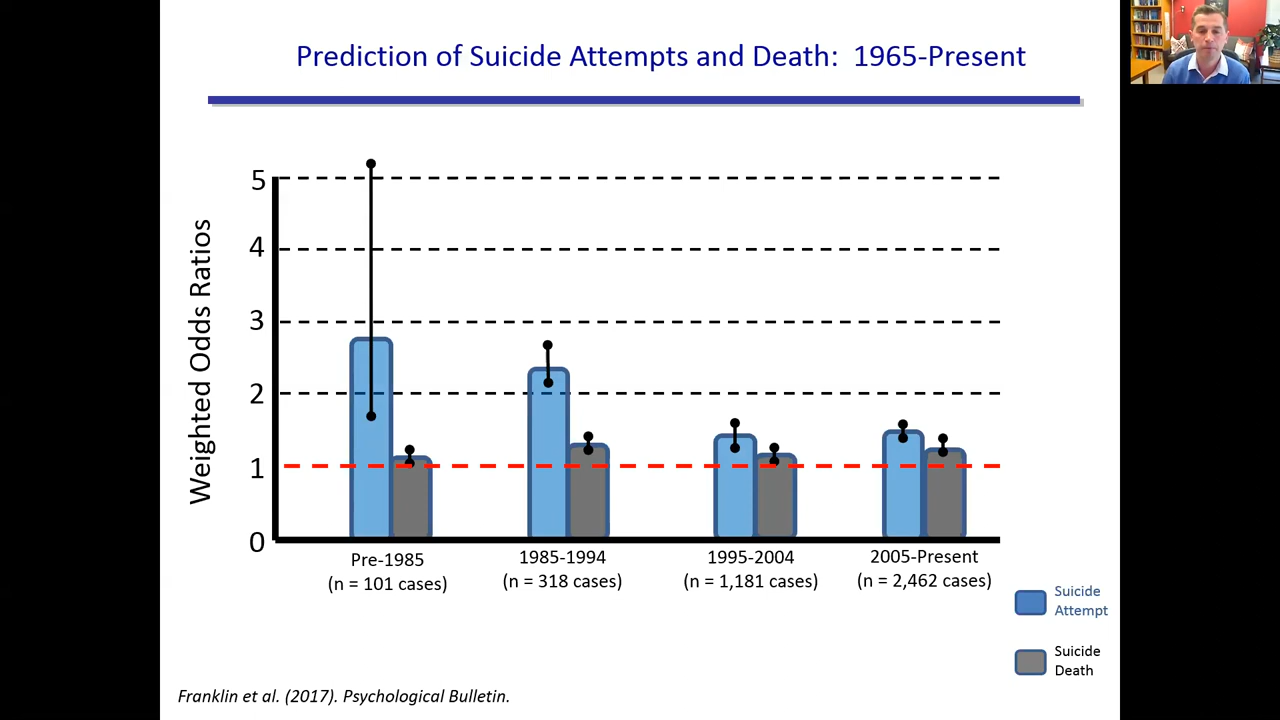 Prediction of Suicide Attempts and Death:  1965-Present
Weighted Odds Ratios
5
4
3
2
1
0
Pre-1985
(n = 101 cases)
1985-1994
(n = 318 cases)
1995-2004
(n = 1,181 cases)
2005-Present
(n = 2,462 cases)
Suicide
Attempt
Suicide
Death
Franklin et al. (2017). Psychological Bulletin.